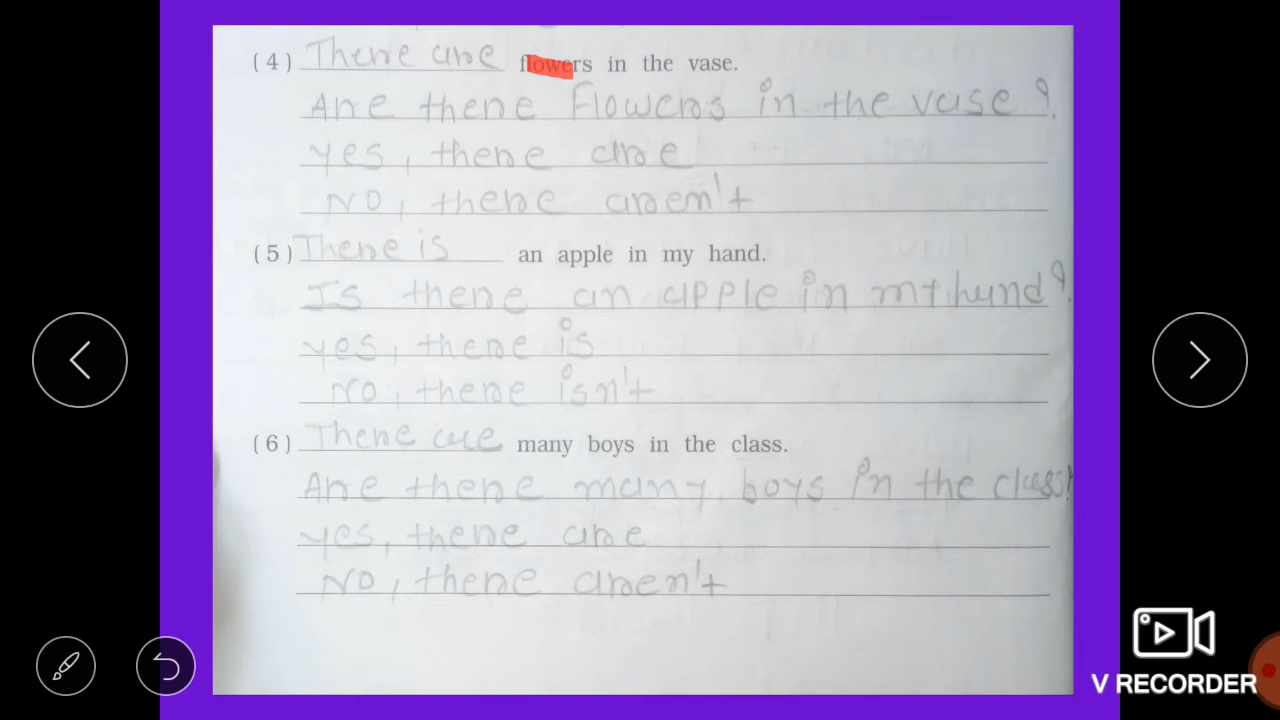 (4) There are flowers in the vase.
Are there flowers in the vase?
yes, there are
No, there aren't
(5) There is an apple in my hand.
Is there an apple in my hand?
yes, there is
No, there isn't
(6) There are many boys in the class.
Are there many boys in the class?
yes, there are
No, there aren't
V RECORDER